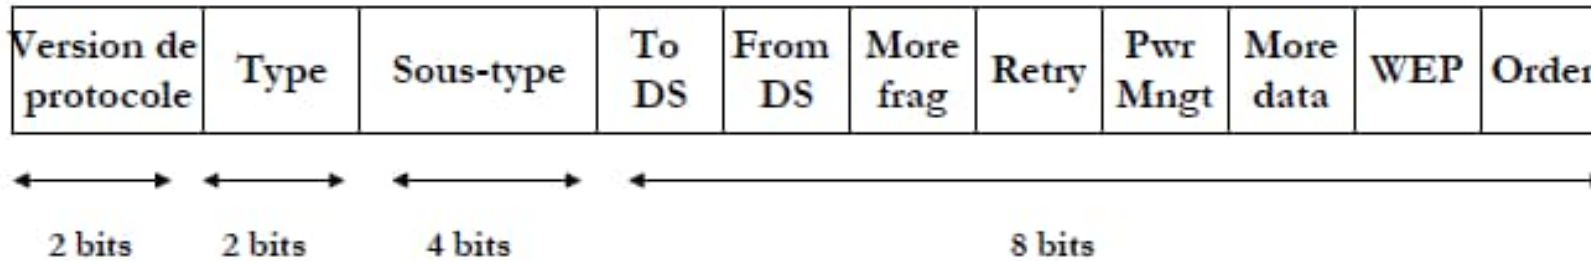 Version de
protocole
Type
Sous-type
To
DS
From
DS
More
frag
Retry
Pwr
Mngt
More
data
WEP
Order
2 bits
2 bits
4 bits
8 bits